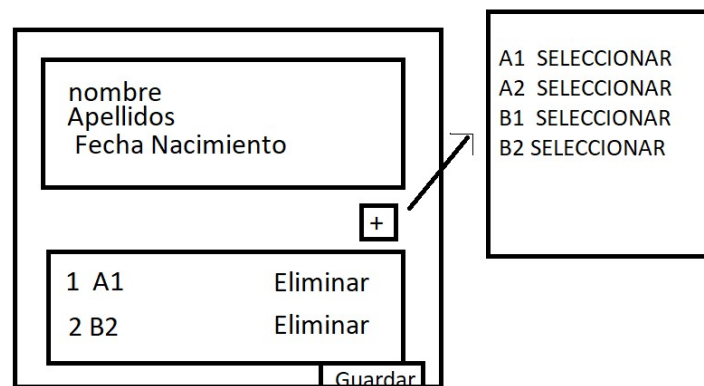 nombre
Apellidos
Fecha Nacimiento
+
1 A1 Eliminar
2 B2 Eliminar
Guardar
A1 SELECCIONAR
A2 SELECCIONAR
B1 SELECCIONAR
B2 SELECCIONAR